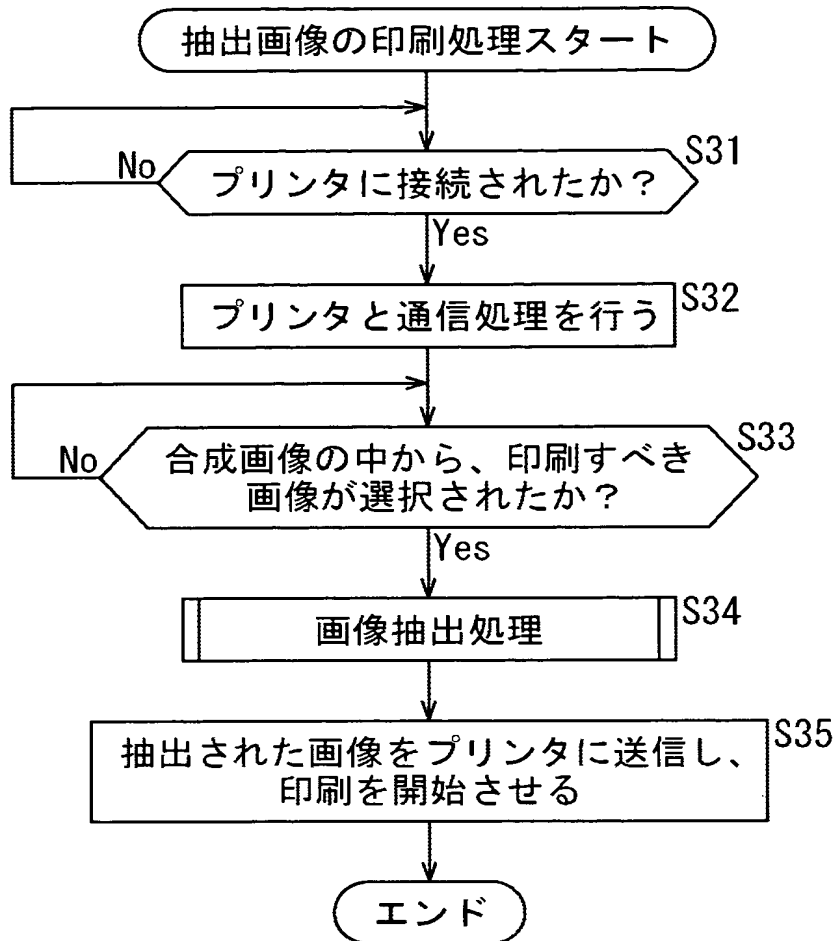 抽出画像の印刷処理スタート
S31
No
プリンタに接続されたか？
Yes
S32
プリンタと通信処理を行う
S33
No
合成画像の中から、印刷すべき
画像が選択されたか？
Yes
S34
画像抽出処理
S35
抽出された画像をプリンタに送信し、
印刷を開始させる
エンド